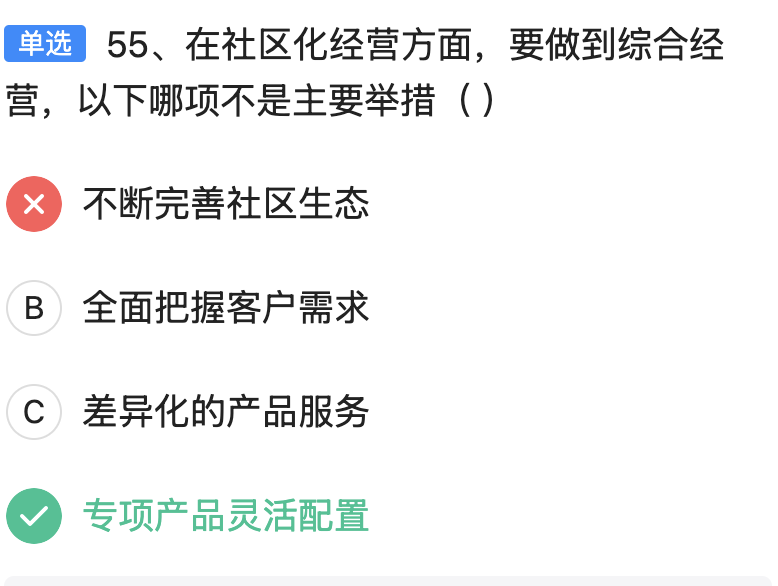 单选 55、在社区化经营方面，要做到综合经
营，以下哪项不是主要举措（）
不断完善社区生态
B 全面把握客户需求
C 差异化的产品服务
专项产品灵活配置